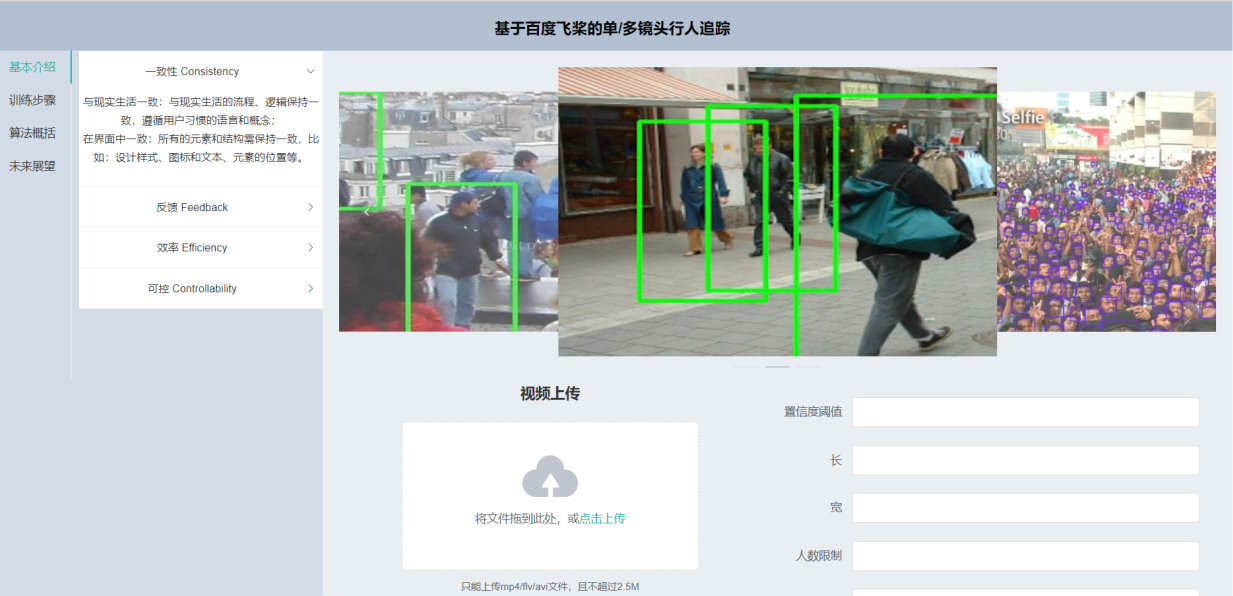 基于百度飞桨的单/多镜头行人追踪
基本介绍
训练步骤
算法概括
未来展望
一致性 Consistency
与现实生活一致：与现实生活的流程、逻辑保持一
致，遵循用户习惯的语言和概念；
在界面中一致：所有的元素和结构需保持一致，比
如：设计样式、图标和文本、元素的位置等。
反馈 Feedback
效率 Efficiency
可控 Controllability
Selfie
视频上传
将文件拖到此处，或点击上传
只能上传mp4/flv/avi文件，且不超过2.5M
置信度阈值
长
宽
人数限制